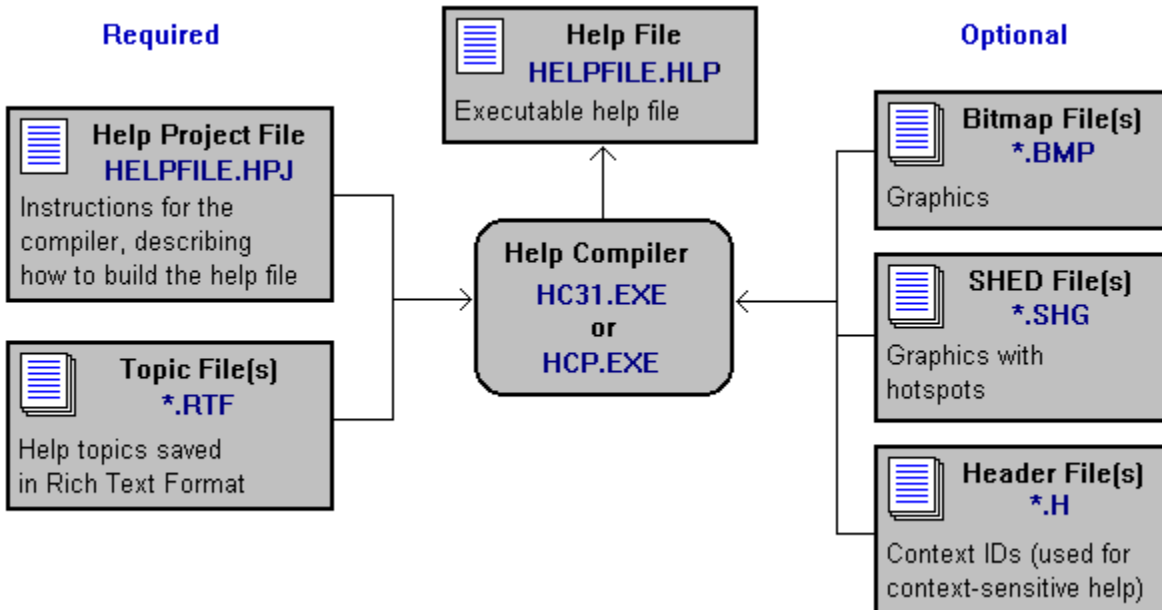 Required
Help Project File
HELPFILE.HPJ
Instructions for the
compiler, describing
how to build the help file
Topic File(s)
*.RTF
Help topics saved
in Rich Text Format
Help File
HELPFILE.HLP
Executable help file
Help Compiler
HC31.EXE
or
HCP.EXE
Optional
Bitmap File(s)
*.BMP
Graphics
SHED File(s)
*.SHG
Graphics with
hotspots
Header File(s)
*.H
Context IDs (used for
context-sensitive help)